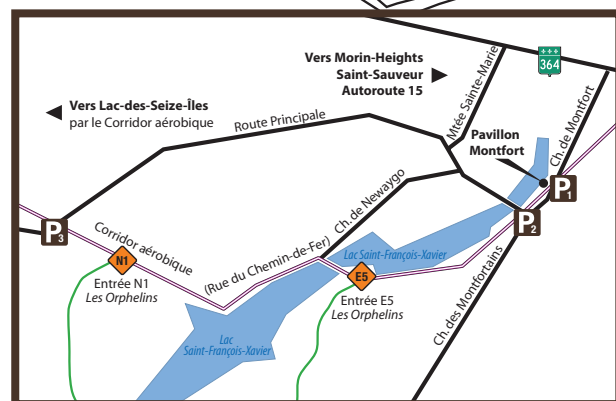 364
Vers Morin-Heights
Saint-Sauveur
Autoroute 15
Mtée Sainte-Marie
Ch. de Montfort
Vers Lac-des-Seize-Îles
par le Corridor aérobique
Route Principale
Pavillon
Montfort
P1
P2
P3
Ch. de Newaygo
Corridor aérobique
(Rue du Chemin-de-Fer)
Lac Saint-François-Xavier
N1
Entrée N1
Les Orphelins
E5
Entrée E5
Les Orphelins
Ch. des Montfortains
Lac
Saint-François-Xavier